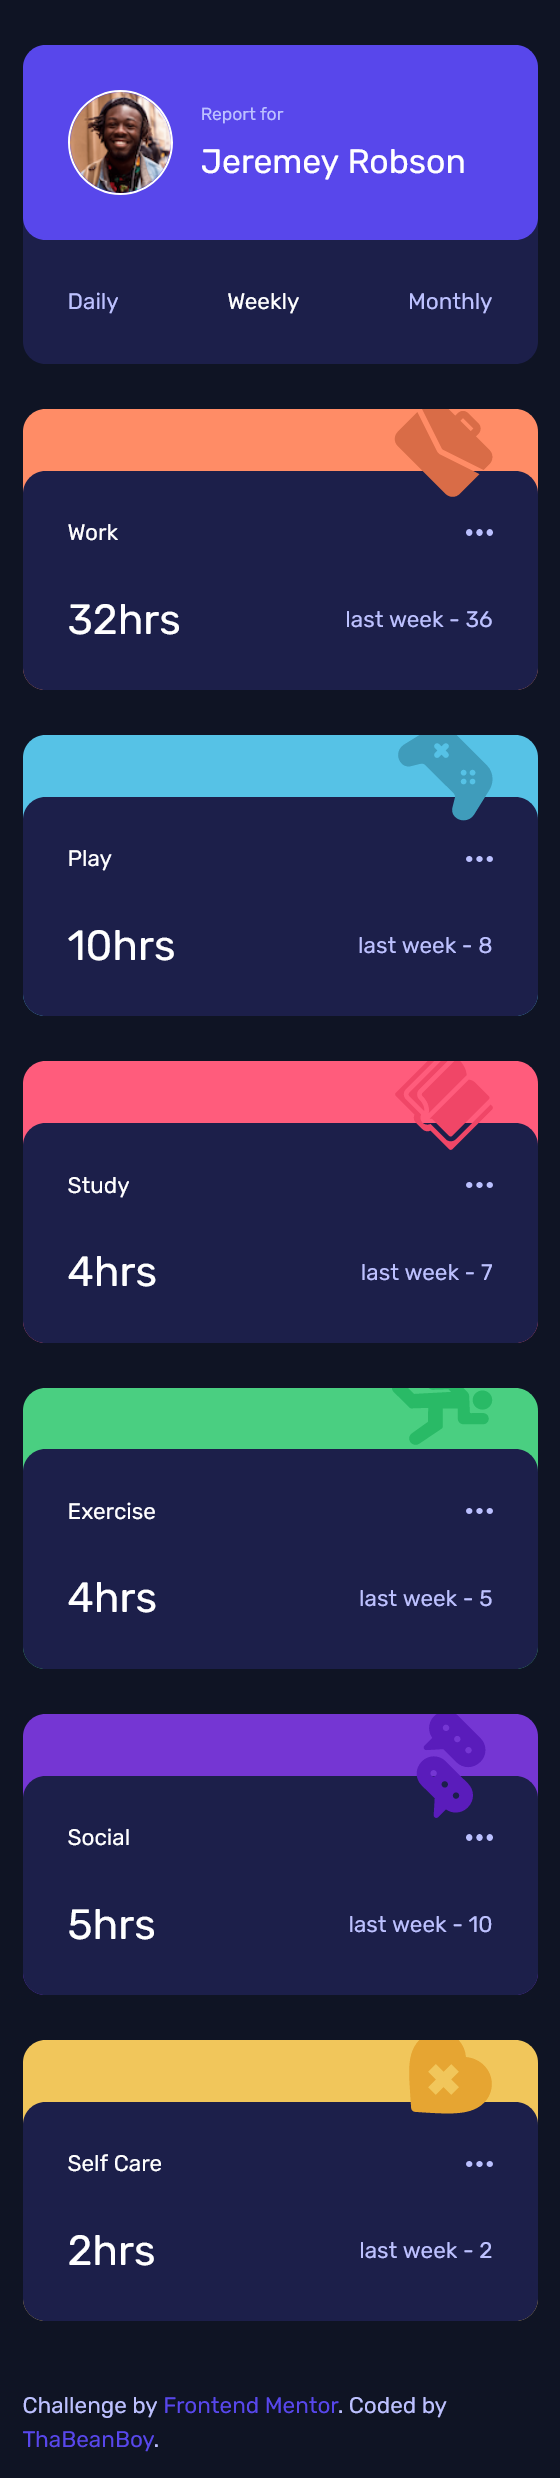 Report for
Jeremey Robson
Daily Weekly Monthly
Work
32hrs last week - 36
Play
10hrs last week - 8
Study
4hrs last week - 7
Exercise
4hrs last week - 5
Social
5hrs last week - 10
Self Care
2hrs last week - 2
Challenge by Frontend Mentor. Coded by
ThaBeanBoy.